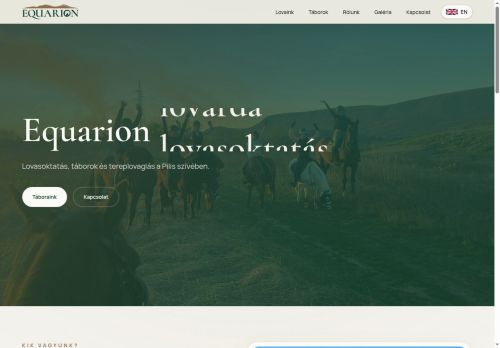 EQUARION
Lovaink
Táborok
Rólunk
Galéria
Kapcsolat
EN
Equarion
lovarda
lovasoktatás
Lovasoktatás, táborok és tereplovaglás a Pilis szívében.
Táboraink
Kapcsolat
KIK VAGYUNK?